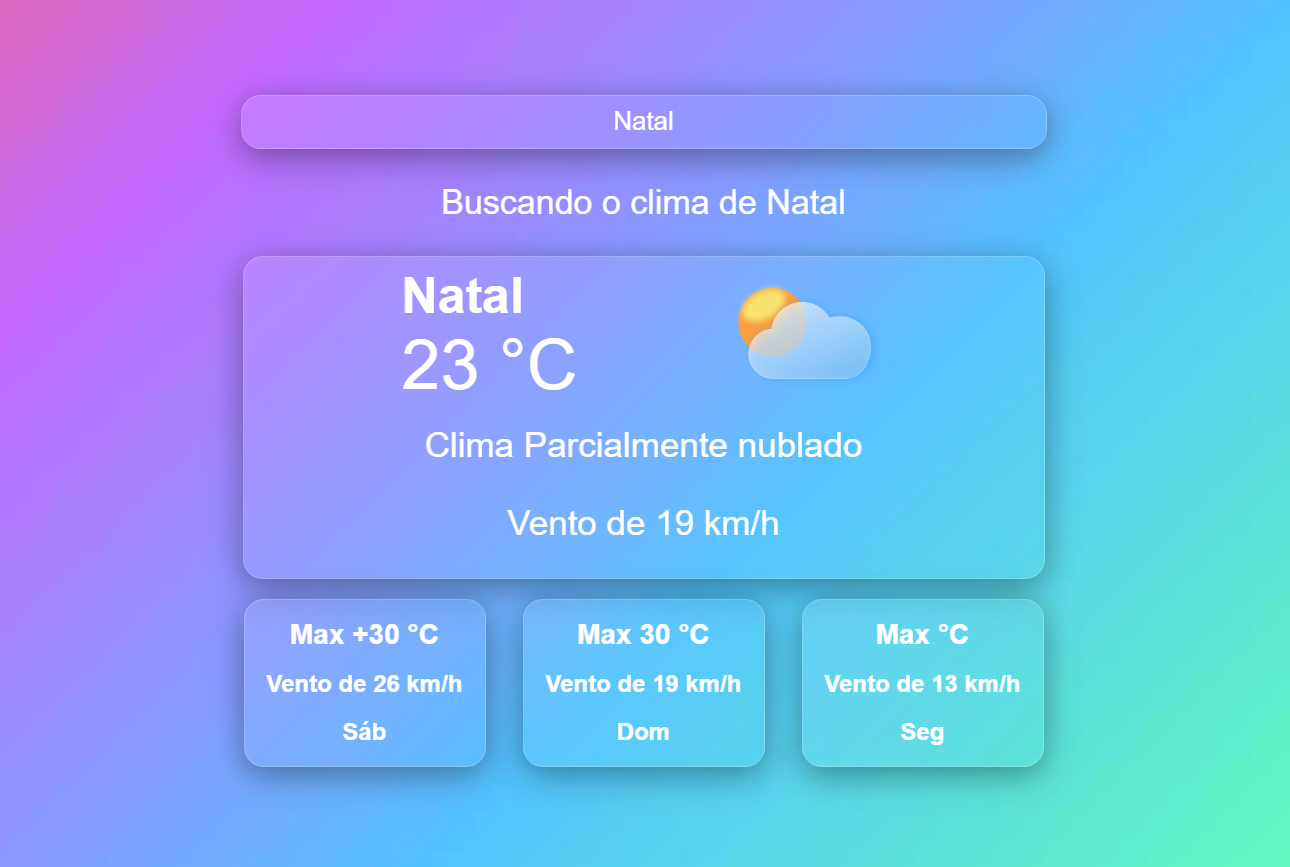 Natal
Buscando o clima de Natal
Natal
23 °C
Clima Parcialmente nublado
Vento de 19 km/h
Max +30 °C
Vento de 26 km/h
Sáb
Max 30 °C
Vento de 19 km/h
Dom
Max °C
Vento de 13 km/h
Seg